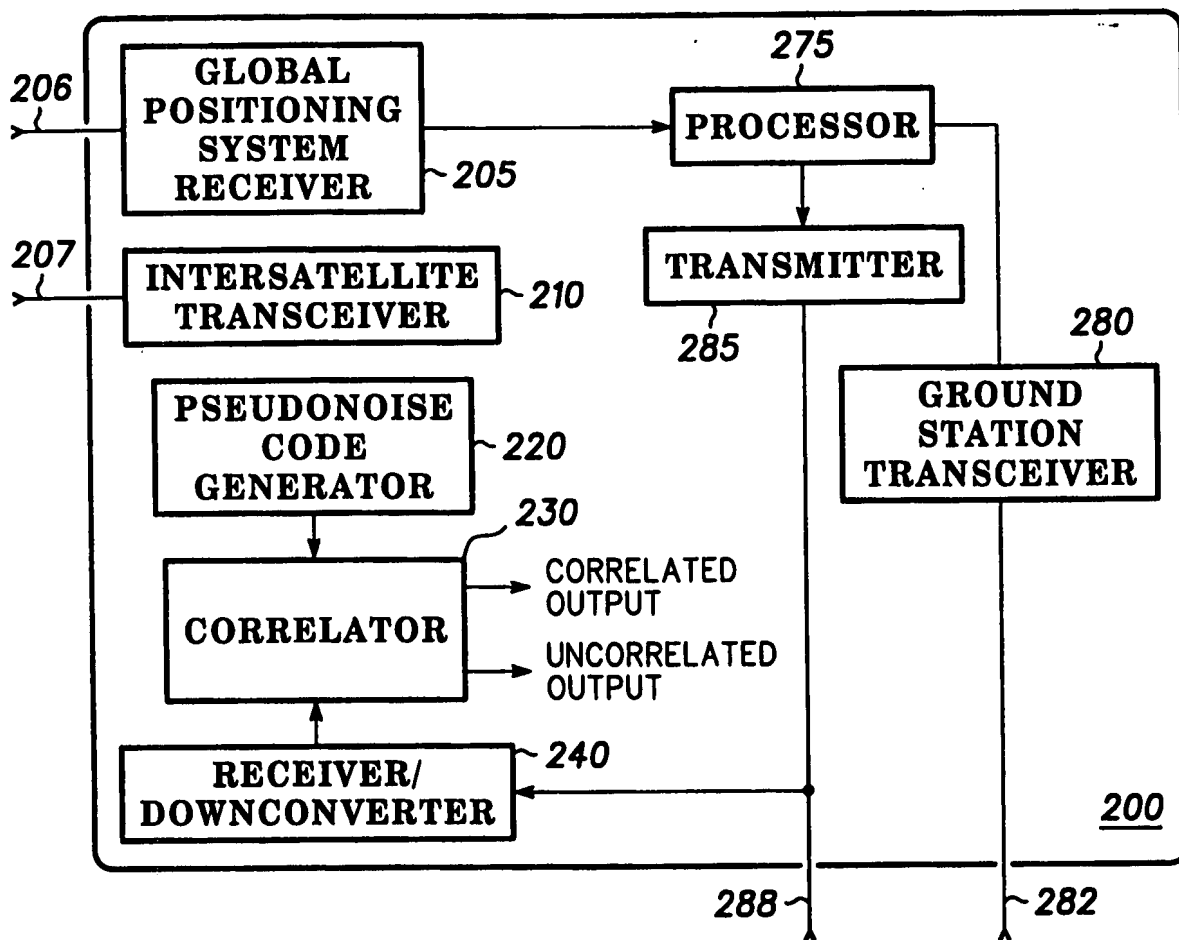 206
GLOBAL
POSITIONING
SYSTEM
RECEIVER
205
275
PROCESSOR
207
INTERSATELLITE
TRANSCEIVER
210
TRANSMITTER
285
280
GROUND
STATION
TRANSCEIVER
PSEUDONOISE
CODE
GENERATOR
220
230
CORRELATOR
CORRELATED
OUTPUT
UNCORRELATED
OUTPUT
RECEIVER/
DOWNCONVERTER
240
200
288
282